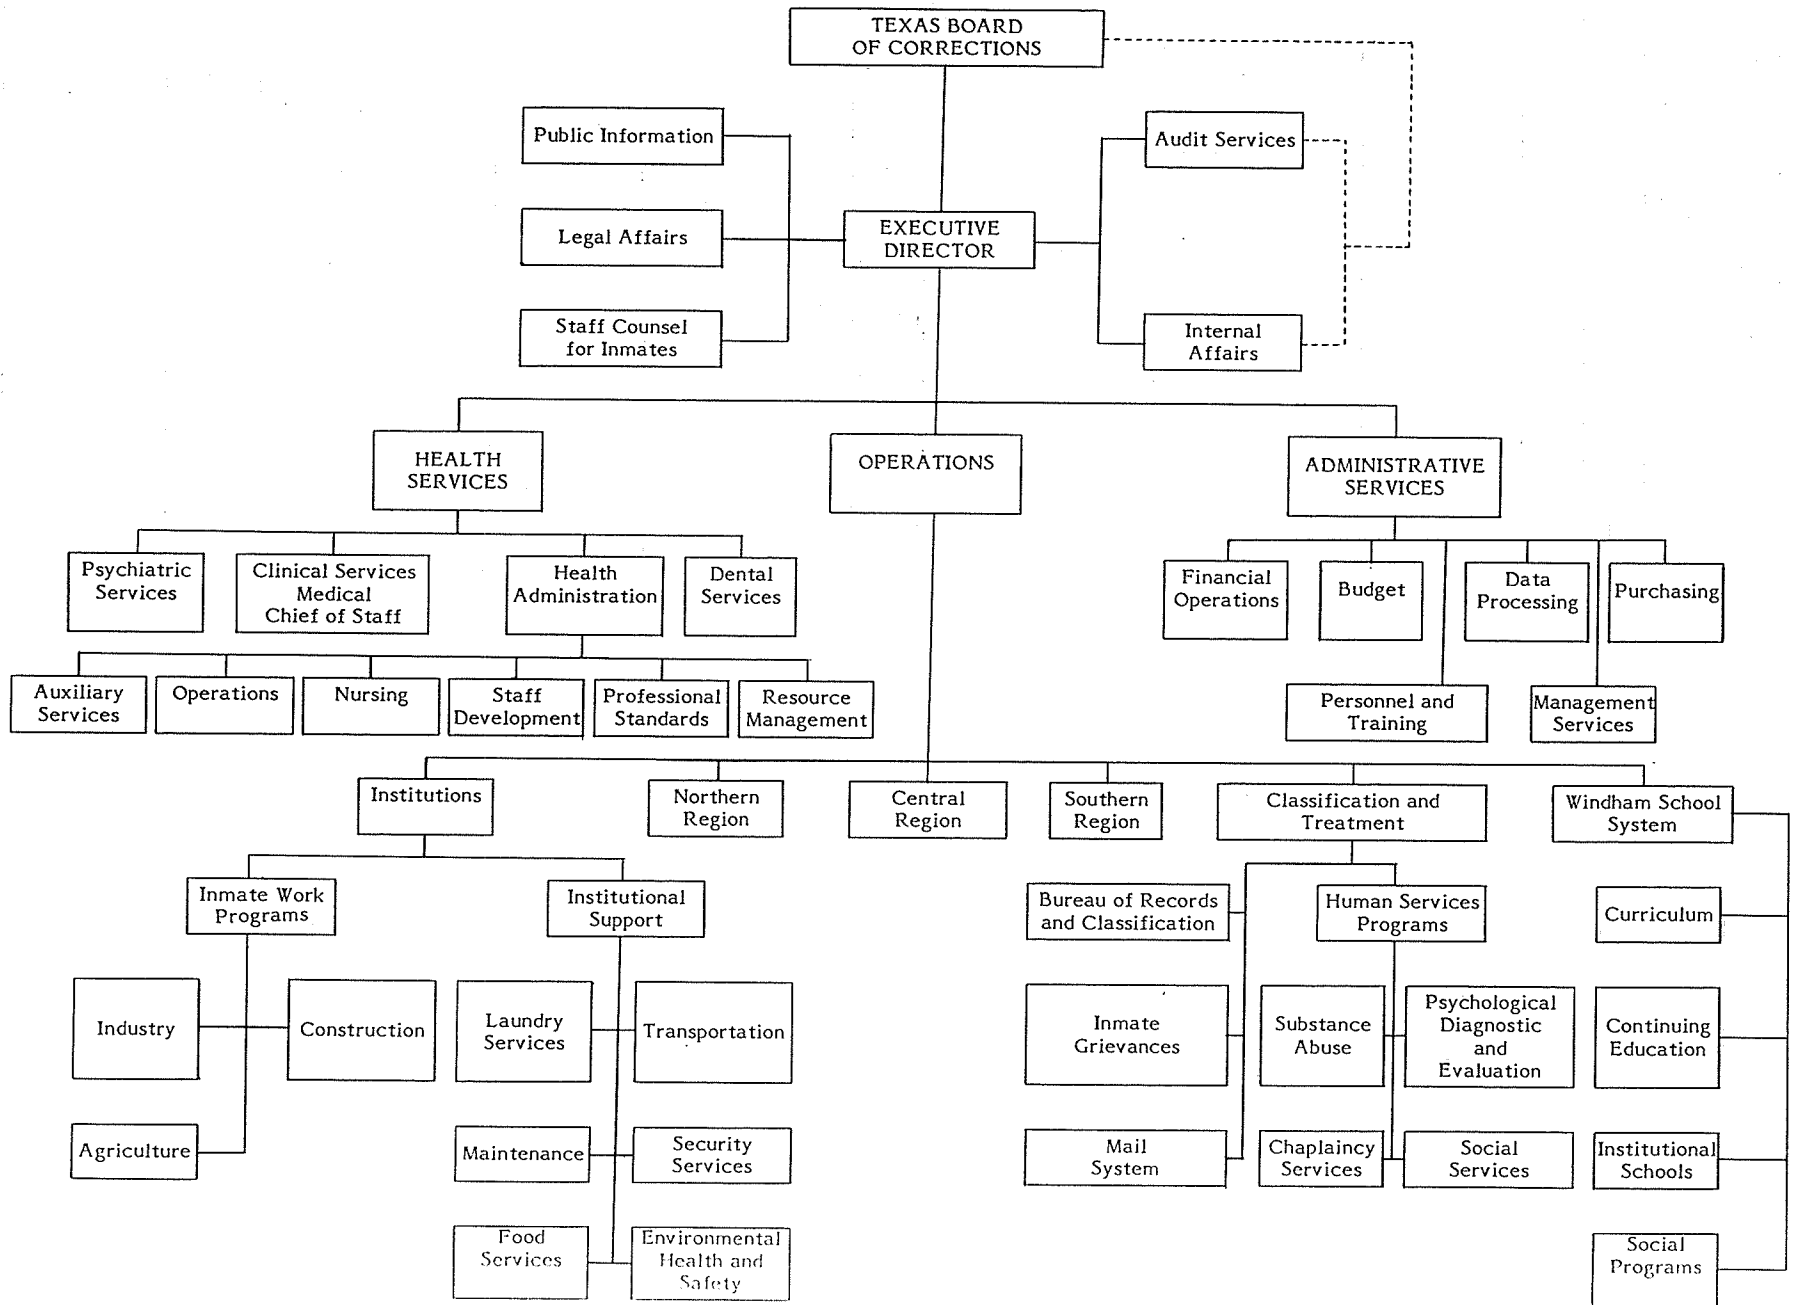 TEXAS BOARD
OF CORRECTIONS
Public Information
Audit Services
Legal Affairs
EXECUTIVE
DIRECTOR
Staff Counsel
for Inmates
Internal
Affairs
HEALTH
SERVICES
OPERATIONS
ADMINISTRATIVE
SERVICES
Psychiatric
Services
Clinical Services
Medical
Chief of Staff
Health
Administration
Dental
Services
Financial
Operations
Budget
Data
Processing
Purchasing
Auxiliary
Services
Operations
Nursing
Staff
Development
Professional
Standards
Resource
Management
Personnel and
Training
Management
Services
Institutions
Northern
Region
Central
Region
Southern
Region
Classification and
Treatment
Windham School
System
Inmate Work
Programs
Institutional
Support
Bureau of Records
and Classification
Human Services
Programs
Curriculum
Industry
Construction
Laundry
Services
Transportation
Inmate
Grievances
Substance
Abuse
Psychological
Diagnostic
and
Evaluation
Continuing
Education
Agriculture
Maintenance
Security
Services
Mail
System
Chaplaincy
Services
Social
Services
Institutional
Schools
Food
Services
Environmental
Health and
Safety
Social
Programs